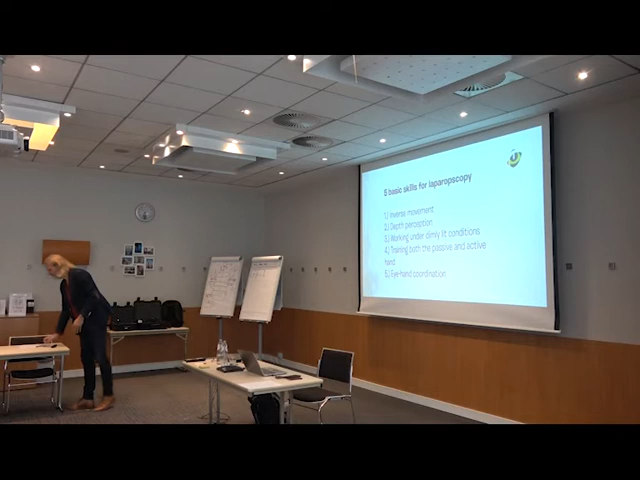 5 basic skills for laparopscopy
1.) Inverse movement
2.) Depth perception
3.) Working under dimly lit conditions
4.) Training both the passive and active
hand
5.) Eye-hand coordination